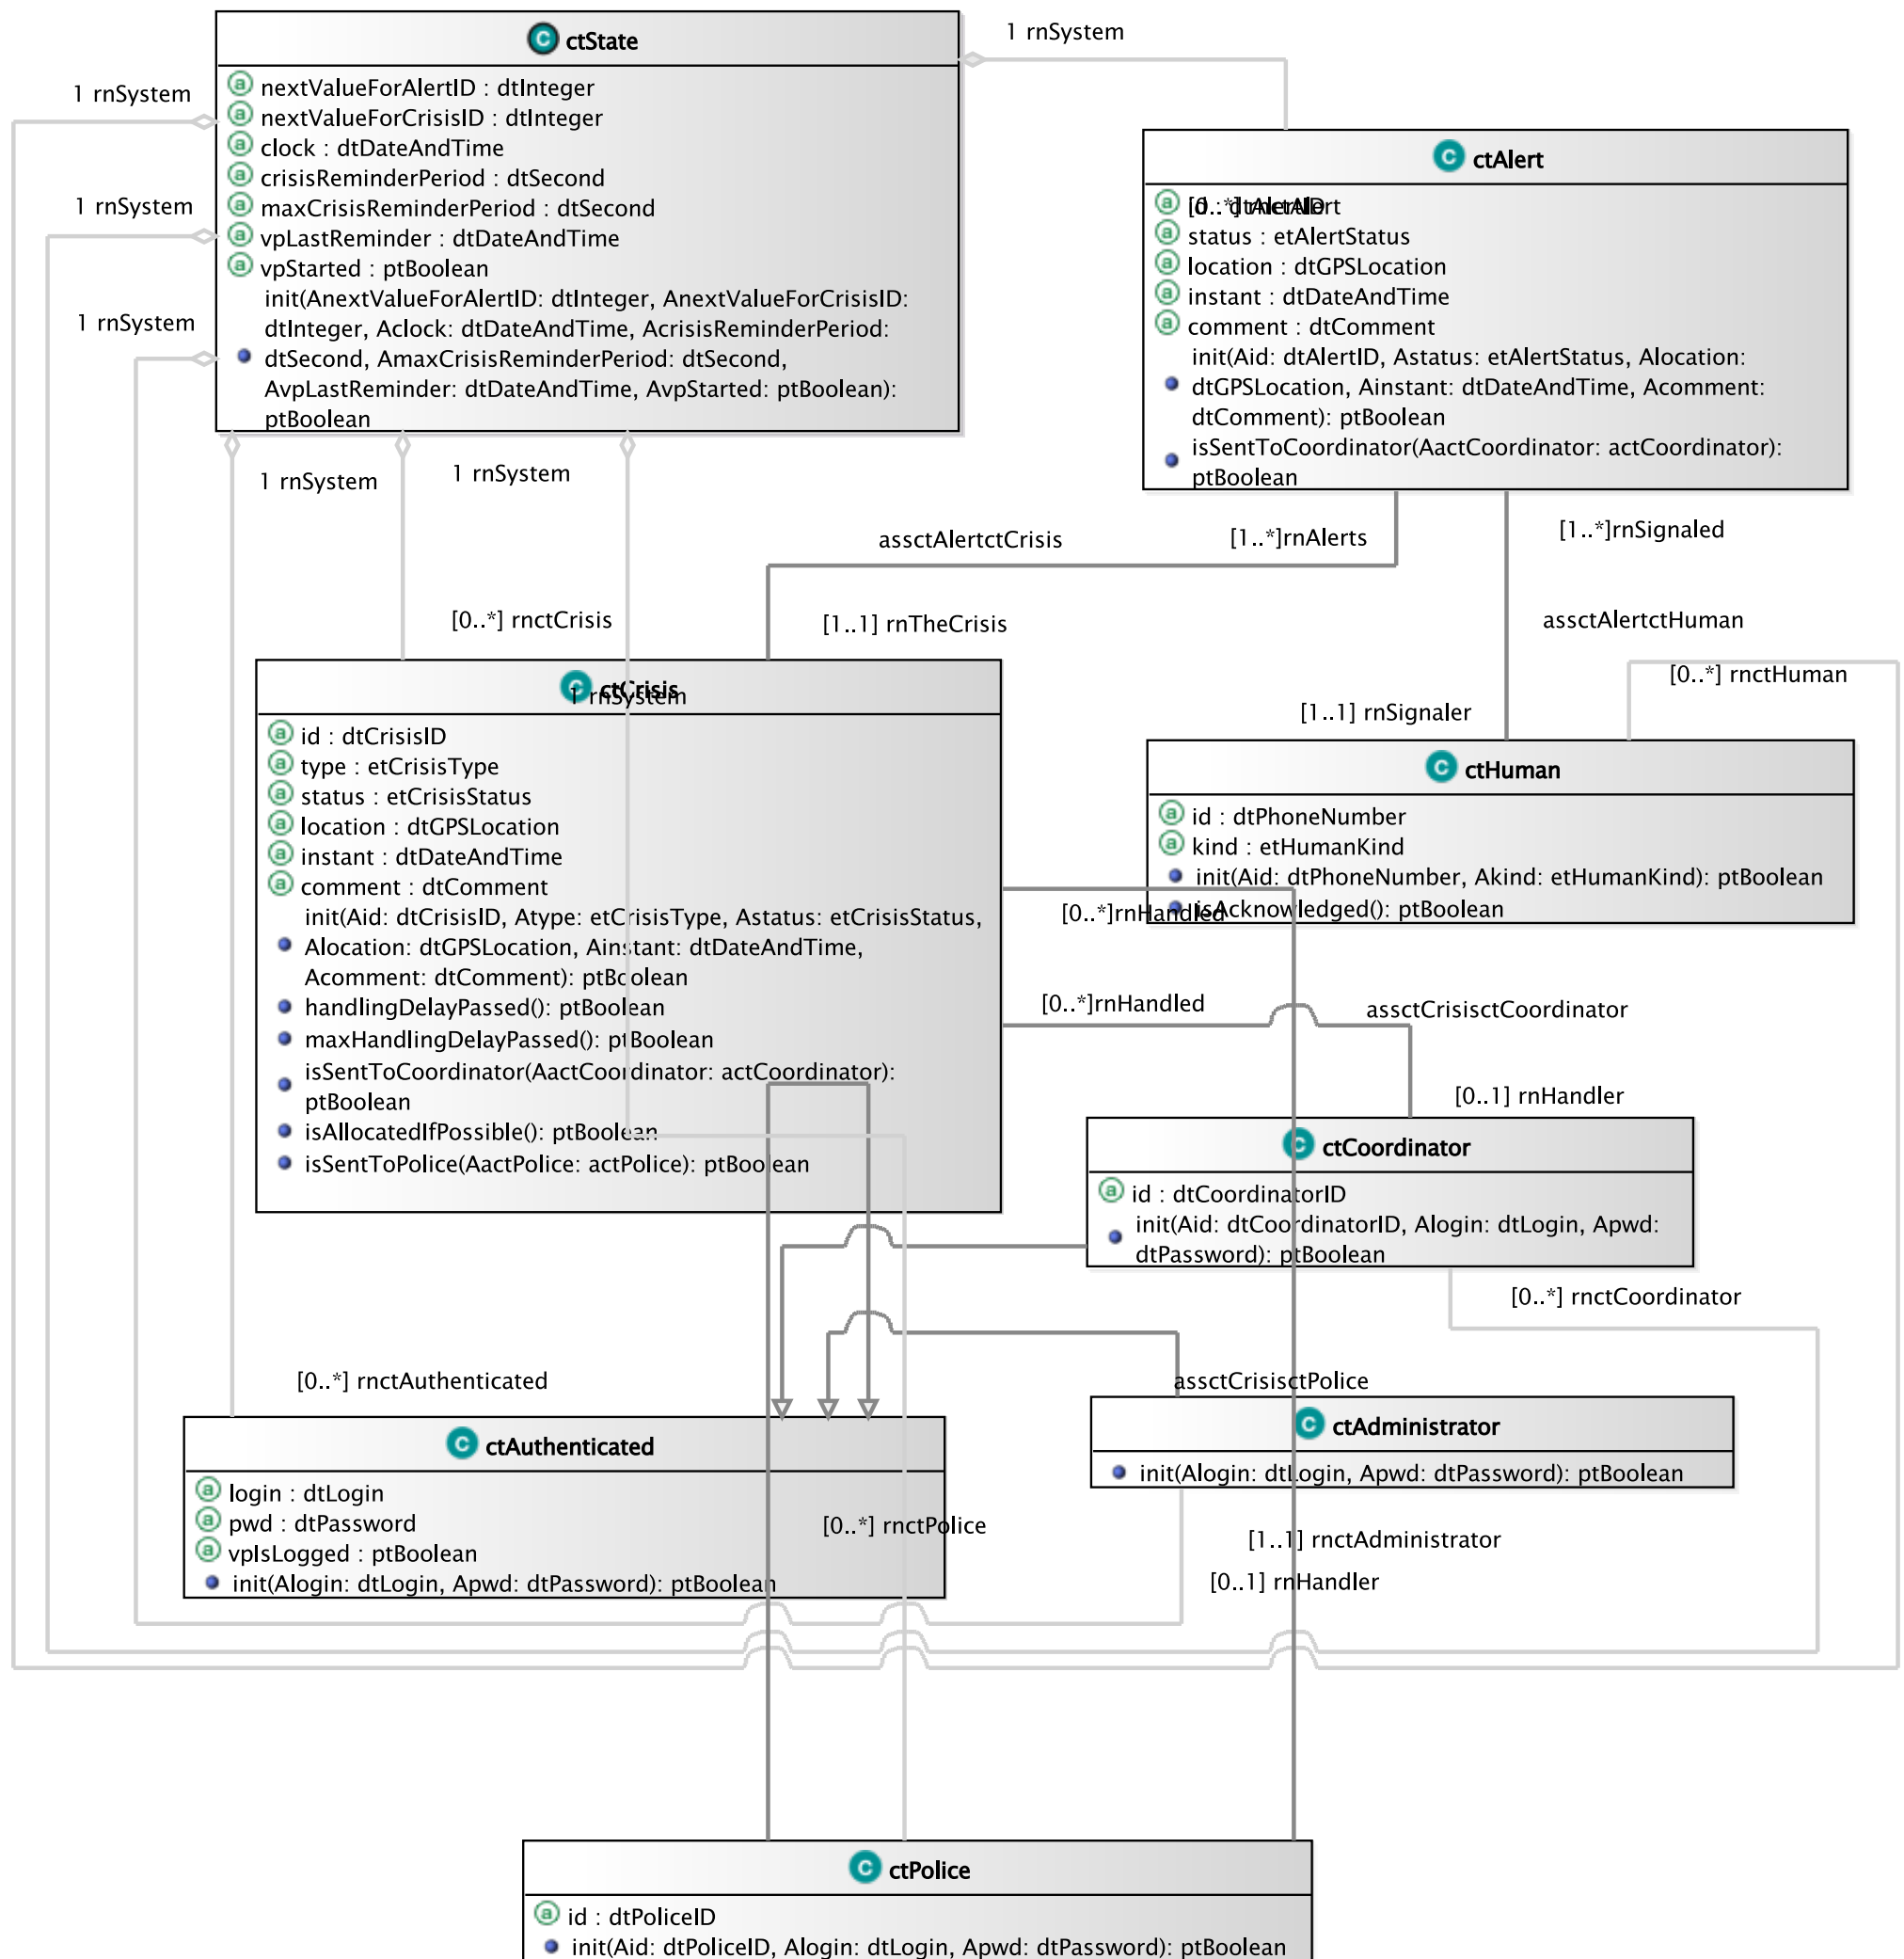 ctState
nextValueForAlertID : dtInteger
nextValueForCrisisID : dtInteger
clock : dtDateAndTime
crisisReminderPeriod : dtSecond
maxCrisisReminderPeriod : dtSecond
vpLastReminder : dtDateAndTime
vpStarted : ptBoolean
init(AnextValueForAlertID: dtInteger, AnextValueForCrisisID:
dtInteger, Aclock: dtDateAndTime, AcrisisReminderPeriod:
dtSecond, AmaxCrisisReminderPeriod: dtSecond,
AvpLastReminder: dtDateAndTime, AvpStarted: ptBoolean):
ptBoolean
1 rnSystem
1 rnSystem
1 rnSystem
1 rnSystem
1 rnSystem
1 rnSystem
ctAlert
id : dtAlertID
[0..*] rnctAlert
status : etAlertStatus
location : dtGPSLocation
instant : dtDateAndTime
comment : dtComment
init(Aid: dtAlertID, Astatus: etAlertStatus, Alocation:
dtGPSLocation, Ainstant: dtDateAndTime, Acomment:
dtComment): ptBoolean
isSentToCoordinator(AactCoordinator: actCoordinator):
ptBoolean
assctAlertctCrisis
[1..*]rnAlerts
[1..*]rnSignaled
[0..*] rnctCrisis
[1..1] rnTheCrisis
assctAlertctHuman
[0..*] rnctHuman
[1..1] rnSignaler
ctCrisis
1 rnSystem
id : dtCrisisID
type : etCrisisType
status : etCrisisStatus
location : dtGPSLocation
instant : dtDateAndTime
comment : dtComment
init(Aid: dtCrisisID, Atype: etCrisisType, Astatus: etCrisisStatus,
Alocation: dtGPSLocation, Ainstant: dtDateAndTime,
Acomment: dtComment): ptBoolean
handlingDelayPassed(): ptBoolean
maxHandlingDelayPassed(): ptBoolean
isSentToCoordinator(AactCoordinator: actCoordinator):
ptBoolean
isAllocatedIfPossible(): ptBoolean
isSentToPolice(AactPolice: actPolice): ptBoolean
ctHuman
id : dtPhoneNumber
kind : etHumanKind
init(Aid: dtPhoneNumber, Akind: etHumanKind): ptBoolean
isAcknowledged(): ptBoolean
[0..*]rnHandled
[0..*]rnHandled
assctCrisisctCoordinator
[0..1] rnHandler
ctCoordinator
id : dtCoordinatorID
init(Aid: dtCoordinatorID, Alogin: dtLogin, Apwd:
dtPassword): ptBoolean
[0..*] rnctCoordinator
[0..*] rnctAuthenticated
assctCrisisctPolice
ctAuthenticated
login : dtLogin
pwd : dtPassword
vpIsLogged : ptBoolean
init(Alogin: dtLogin, Apwd: dtPassword): ptBoolean
[0..*] rnctPolice
ctAdministrator
init(Alogin: dtLogin, Apwd: dtPassword): ptBoolean
[1..1] rnctAdministrator
[0..1] rnHandler
ctPolice
id : dtPoliceID
init(Aid: dtPoliceID, Alogin: dtLogin, Apwd: dtPassword): ptBoolean